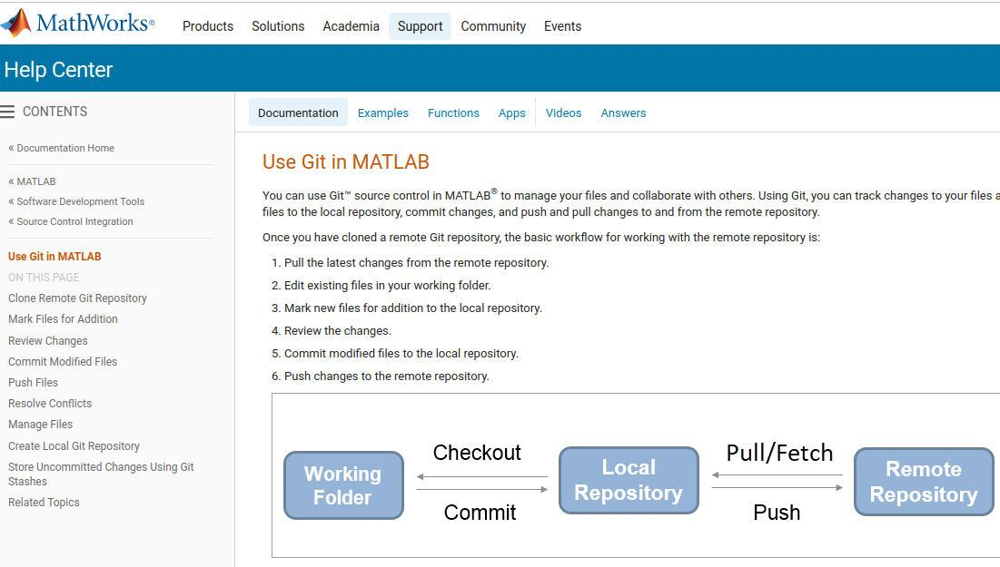 MathWorks®
Products Solutions Academia Support Community Events
Help Center
CONTENTS
« Documentation Home
« MATLAB
« Software Development Tools
« Source Control Integration
Use Git in MATLAB
ON THIS PAGE
Clone Remote Git Repository
Mark Files for Addition
Review Changes
Commit Modified Files
Push Files
Resolve Conflicts
Manage Files
Create Local Git Repository
Store Uncommitted Changes Using Git
Stashes
Related Topics
Documentation Examples Functions Apps Videos Answers
Use Git in MATLAB
You can use Git™ source control in MATLAB® to manage your files and collaborate with others. Using Git, you can track changes to your files a
files to the local repository, commit changes, and push and pull changes to and from the remote repository.
Once you have cloned a remote Git repository, the basic workflow for working with the remote repository is:
1. Pull the latest changes from the remote repository.
2. Edit existing files in your working folder.
3. Mark new files for addition to the local repository.
4. Review the changes.
5. Commit modified files to the local repository.
6. Push changes to the remote repository.
Working
Folder
Checkout
Commit
Local
Repository
Pull/Fetch
Push
Remote
Repository